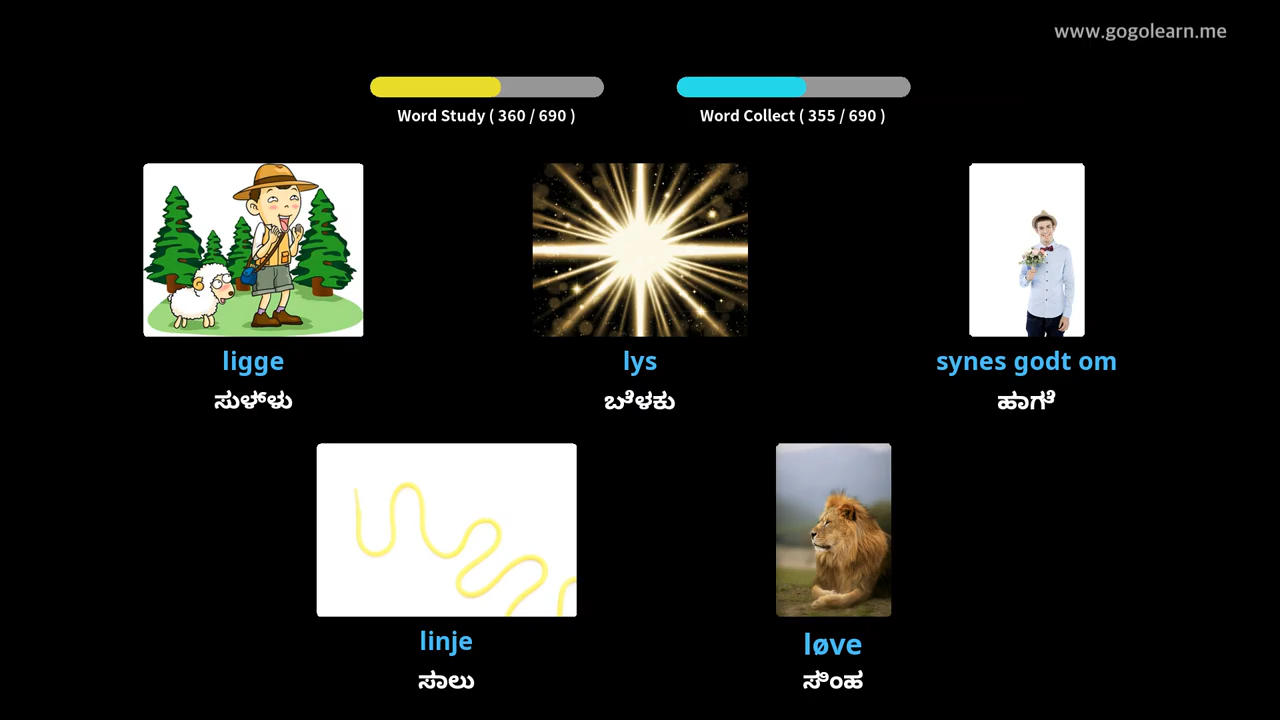 www.gogolearn.me
Word Study ( 360 / 690 )
Word Collect ( 355 / 690 )
ligge
ಸುಳ್ಳು
lys
ಬೆಳಕು
synes godt om
ಹಾಗೆ
linje
ಸಾಲು
løve
ಸಿಂಹ